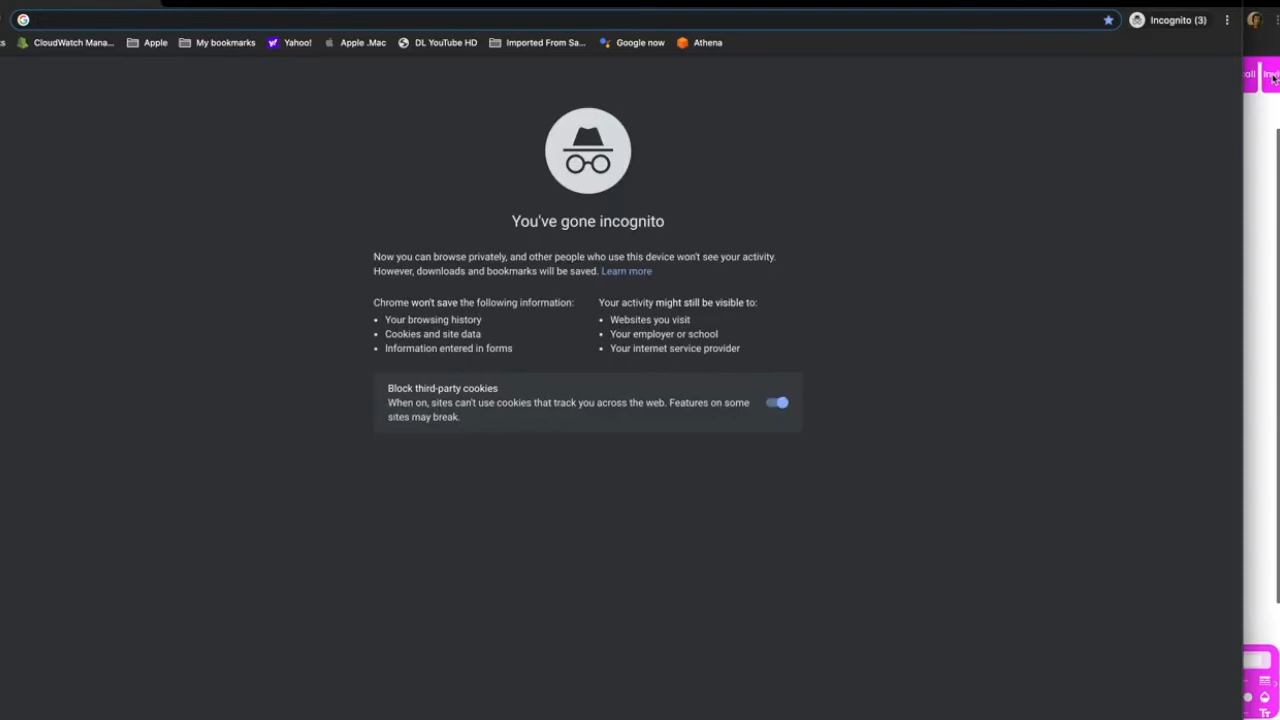 Incognito (3)
CloudWatch Mana... Apple My bookmarks Yahoo! Apple .Mac DL YouTube HD Imported From Sa... Google now Athena
You've gone incognito
Now you can browse privately, and other people who use this device won't see your activity.
However, downloads and bookmarks will be saved. Learn more
Chrome won't save the following information:
• Your browsing history
• Cookies and site data
• Information entered in forms
Your activity might still be visible to:
• Websites you visit
• Your employer or school
• Your internet service provider
Block third-party cookies
When on, sites can't use cookies that track you across the web. Features on some
sites may break.
Tt